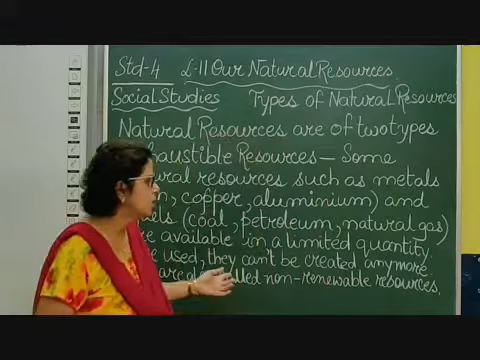 Std-4 L-11 Our Natural Resources.
Social Studies Types of Natural Resources
Natural Resources are of two types
Resources – Some
resources such as metals
copper, aluminium) and
(coal, petroleum, natural gas)
available in a limited quantity.
used, they can't be created anymore.
are non-renewable resources.